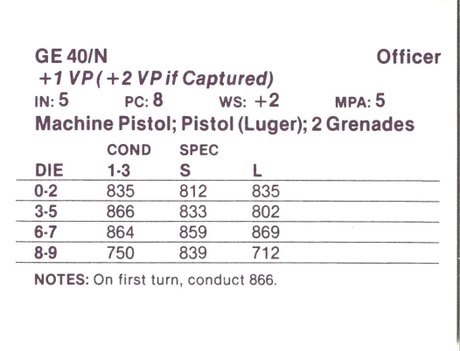 GE 40/N Officer
+1 VP (+2 VP if Captured)
IN: 5 PC: 8 WS: +2 MPA: 5
Machine Pistol; Pistol (Luger); 2 Grenades
COND SPEC
DIE 1-3 S L
0-2 835 812 835
3-5 866 833 802
6-7 864 859 869
8-9 750 839 712
NOTES: On first turn, conduct 866.